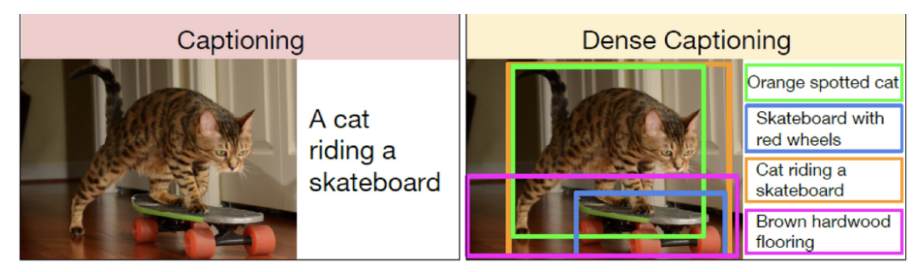 Captioning
A cat
riding a
skateboard
Dense Captioning
Orange spotted cat
Skateboard with
red wheels
Cat riding a
skateboard
Brown hardwood
flooring